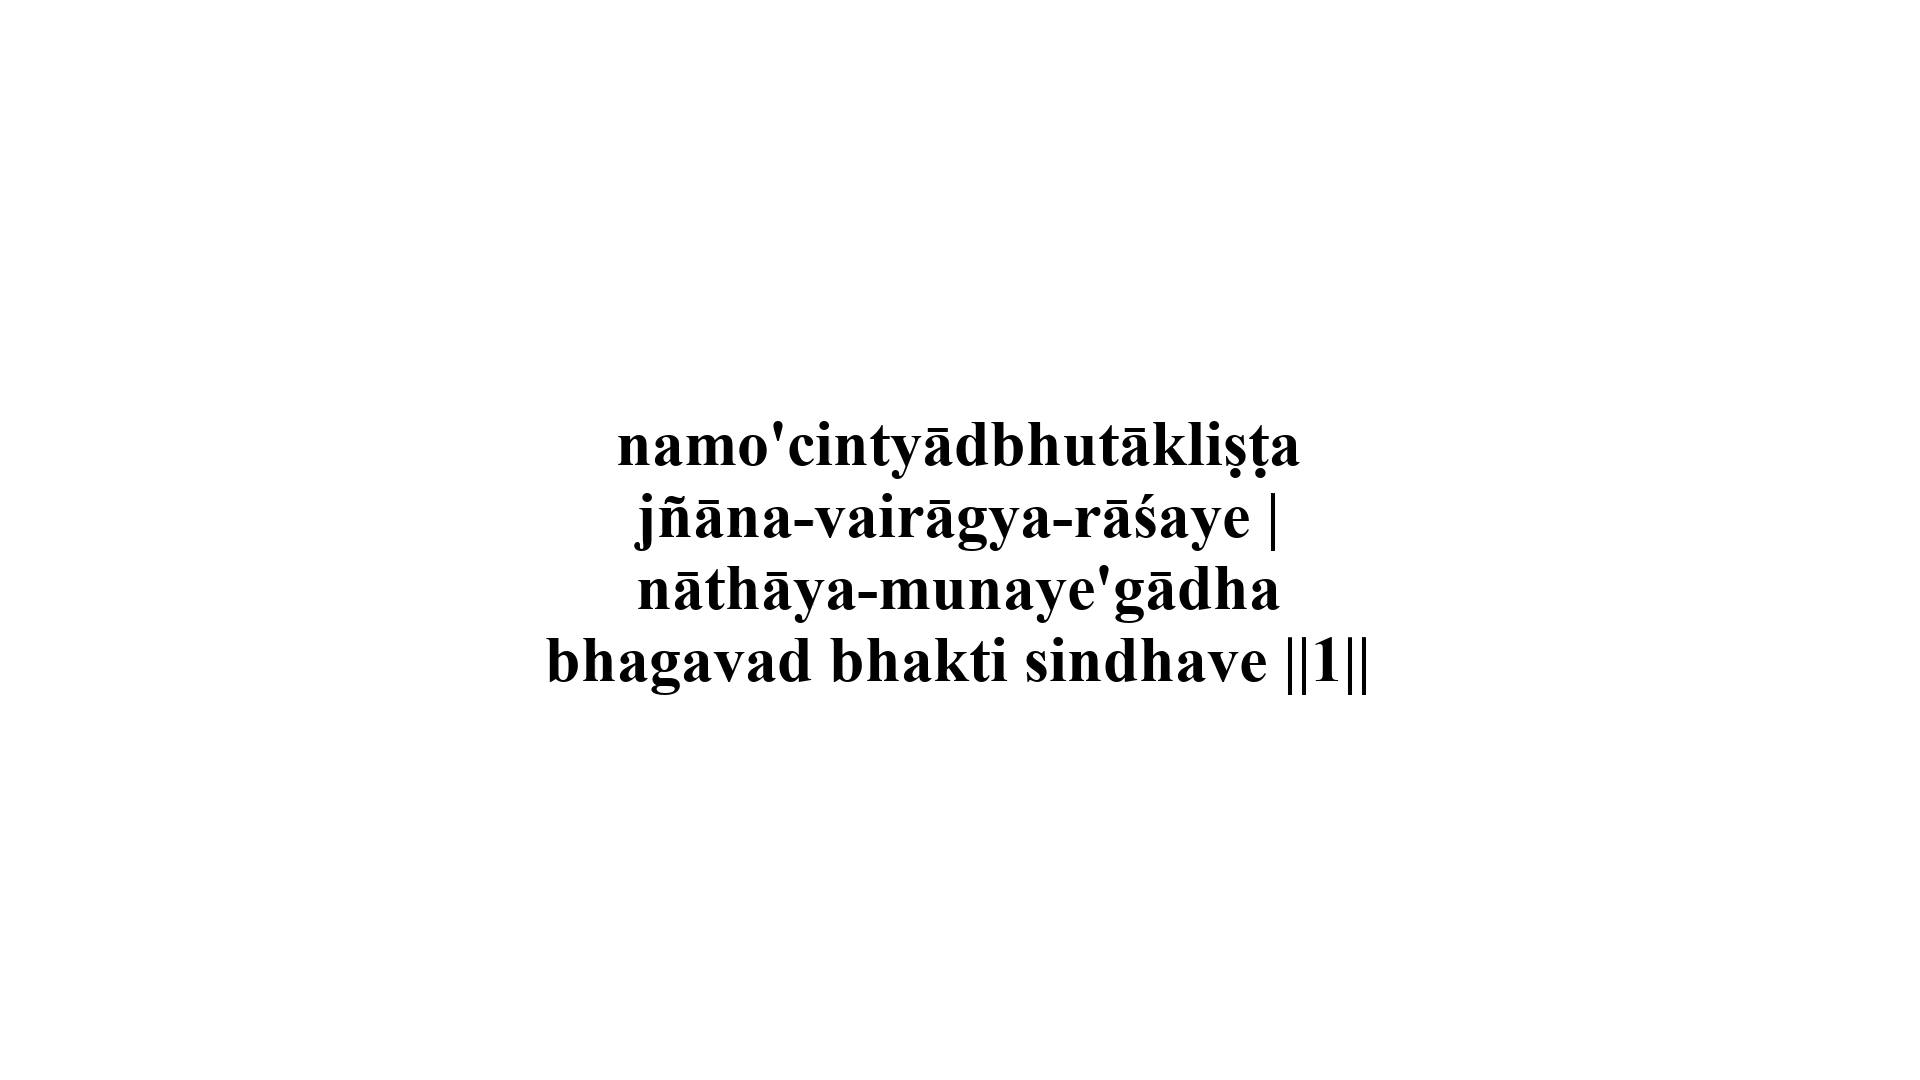 namo'cintyādbhutākliṣṭa
jñāna-vairāgya-rāśaye |
nāthāya-munaye'gādha
bhagavad bhakti sindhave ||1||